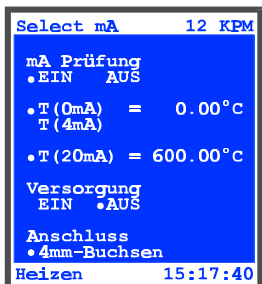 Select mA 12 KPM
mA Prüfung
•EIN AUS
•T(0mA) = 0.00°C
T(4mA)
•T(20mA) = 600.00°C
Versorgung
EIN •AUS
Anschluss
•4mm-Buchsen
Heizen 15:17:40